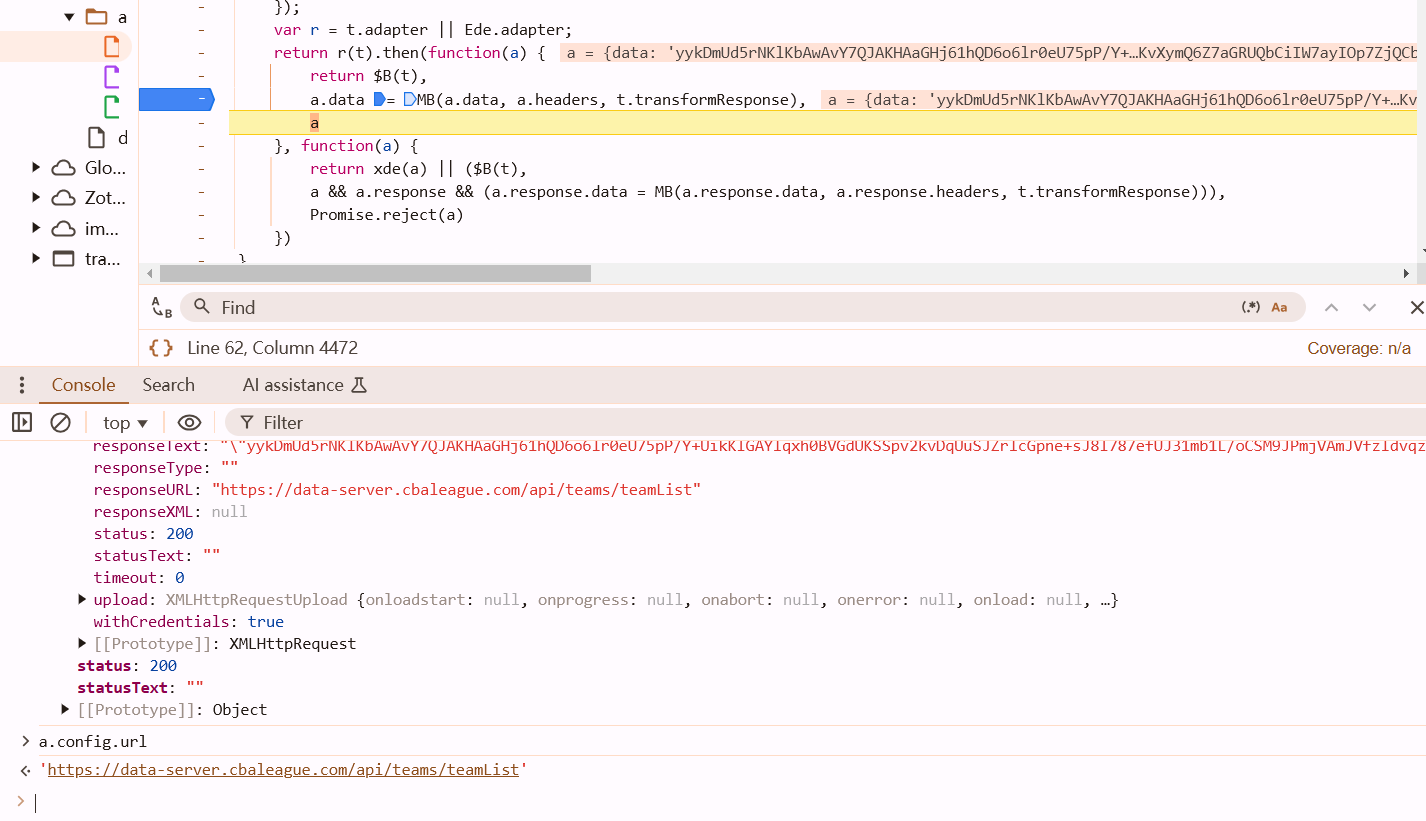 });
a
var r = t.adapter || Ede.adapter;
return r(t).then(function(a) { a = {data: 'yykDmUd5rNKlKbAwAvY7QJAKHAaGHj61hQD6o6lr0eU75pP/Y+…KvXymQ6Z7aGRUQbCiIW7ayIOp7ZjQCb
return $B(t),
a.data = MB(a.data, a.headers, t.transformResponse), a = {data: 'yykDmUd5rNKlKbAwAvY7QJAKHAaGHj61hQD6o6lr0eU75pP/Y+…Kv
a
d
}, function(a) {
Glo...
return xde(a) || ($B(t),
Zot...
a && a.response && (a.response.data = MB(a.response.data, a.response.headers, t.transformResponse))),
im...
Promise.reject(a)
})
tra...
}
A B Find (.*) Aa
{} Line 62, Column 4472 Coverage: n/a
Console Search AI assistance
top Filter
responseText: "\"yykDmUd5rNKlKbAwAvY7QJAKHAaGHj61hQD6o6lr0eU75pP/Y+
responseType: ""
responseURL: "https://data-server.cbaleague.com/api/teams/teamList"
responseXML: null
status: 200
statusText: ""
timeout: 0
upload: XMLHttpRequestUpload {onloadstart: null, onprogress: null, onabort: null, onerror: null, onload: null, …}
withCredentials: true
[[Prototype]]: XMLHttpRequest
status: 200
statusText: ""
[[Prototype]]: Object
a.config.url
'https://data-server.cbaleague.com/api/teams/teamList'